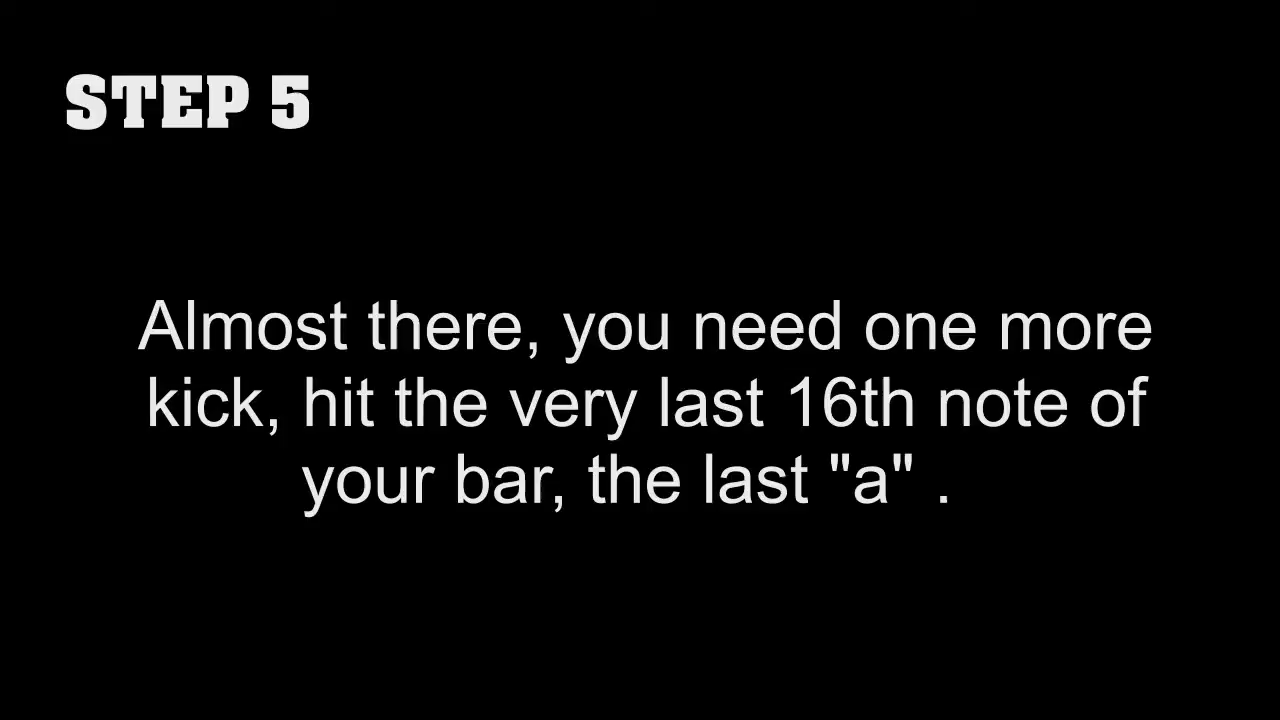 STEP 5
Almost there, you need one more
kick, hit the very last 16th note of
your bar, the last "a" .